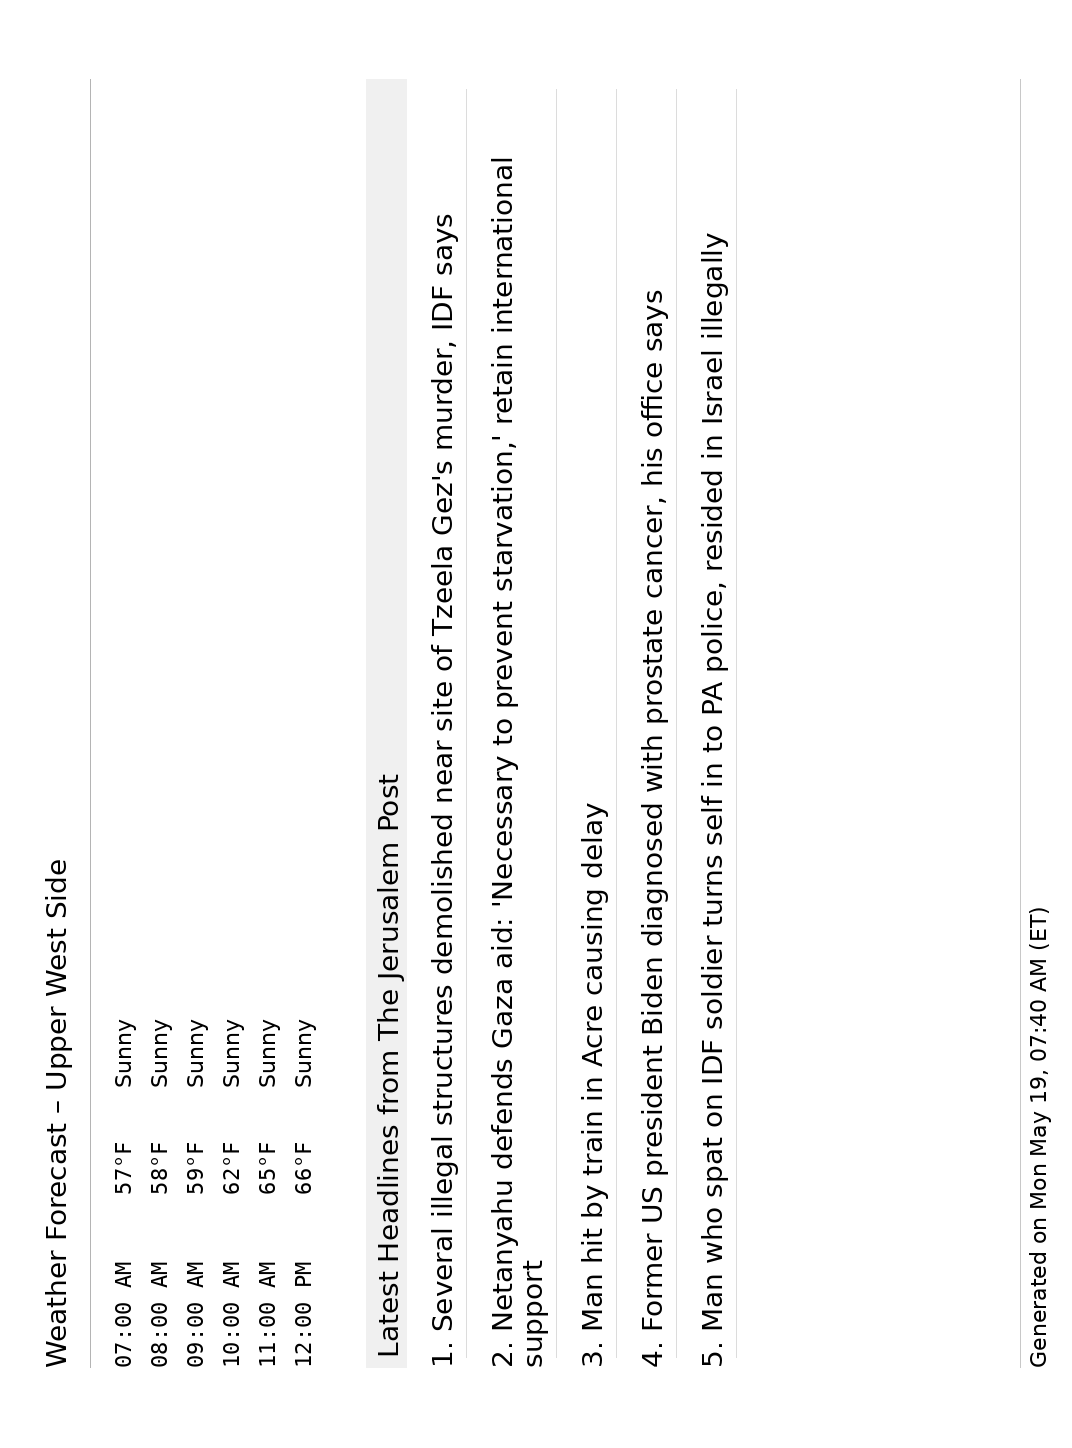 Weather Forecast – Upper West Side
07:00 AM 57°F Sunny
08:00 AM 58°F Sunny
09:00 AM 59°F Sunny
10:00 AM 62°F Sunny
11:00 AM 65°F Sunny
12:00 PM 66°F Sunny
Latest Headlines from The Jerusalem Post
1. Several illegal structures demolished near site of Tzeela Gez's murder, IDF says
2. Netanyahu defends Gaza aid: 'Necessary to prevent starvation,' retain international
support
3. Man hit by train in Acre causing delay
4. Former US president Biden diagnosed with prostate cancer, his office says
5. Man who spat on IDF soldier turns self in to PA police, resided in Israel illegally
Generated on Mon May 19, 07:40 AM (ET)